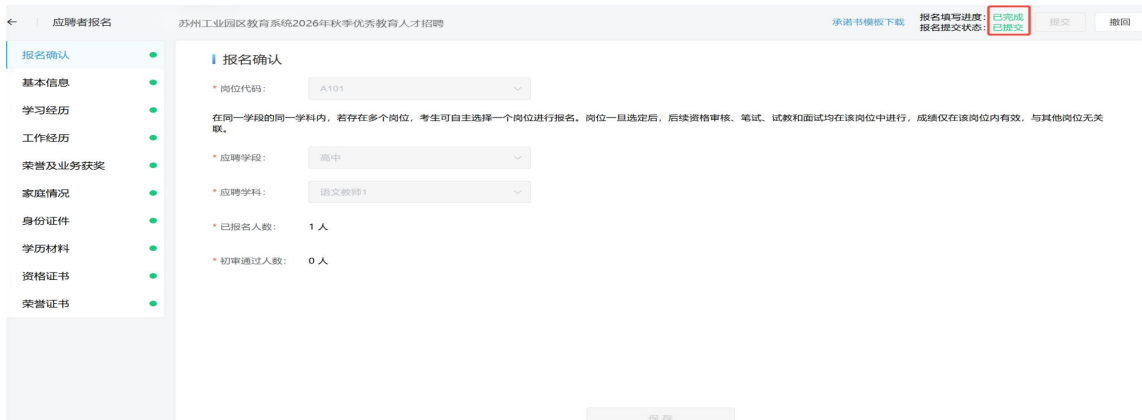 ← 应聘者报名
苏州工业园区教育系统2026年秋季优秀教育人才招聘
承诺书模板下载
报名填写进度：已完成
报名提交状态：已提交
提交
撤回
报名确认
基本信息
学习经历
工作经历
荣誉及业务获奖
家庭情况
身份证件
学历材料
资格证书
荣誉证书
报名确认
* 岗位代码： A101
在同一学段的同一学科内，若存在多个岗位，考生可自主选择一个岗位进行报名。岗位一旦选定后，后续资格审核、笔试、试教和面试均在该岗位中进行，成绩仅在该岗位内有效，与其他岗位无关
联。
* 应聘学段： 高中
* 应聘学科： 语文教师1
* 已报名人数： 1 人
* 初审通过人数： 0 人
保存